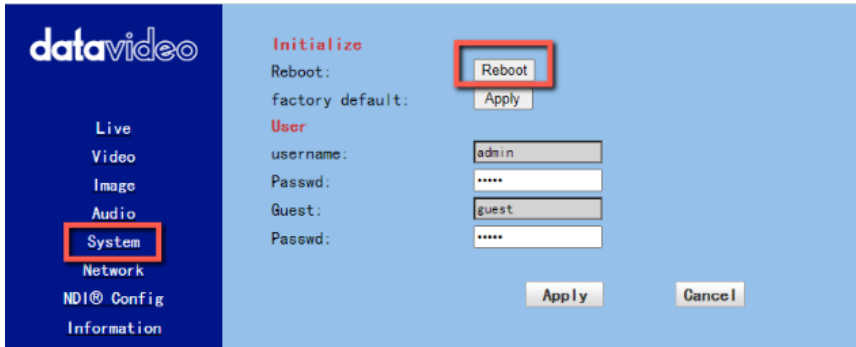 datavideo
Live
Video
Image
Audio
System
Network
NDI® Config
Information
Initialize
Reboot: Reboot
factory default: Apply
User
username: admin
Passwd: •••••
Guest: guest
Passwd: •••••
Apply Cancel